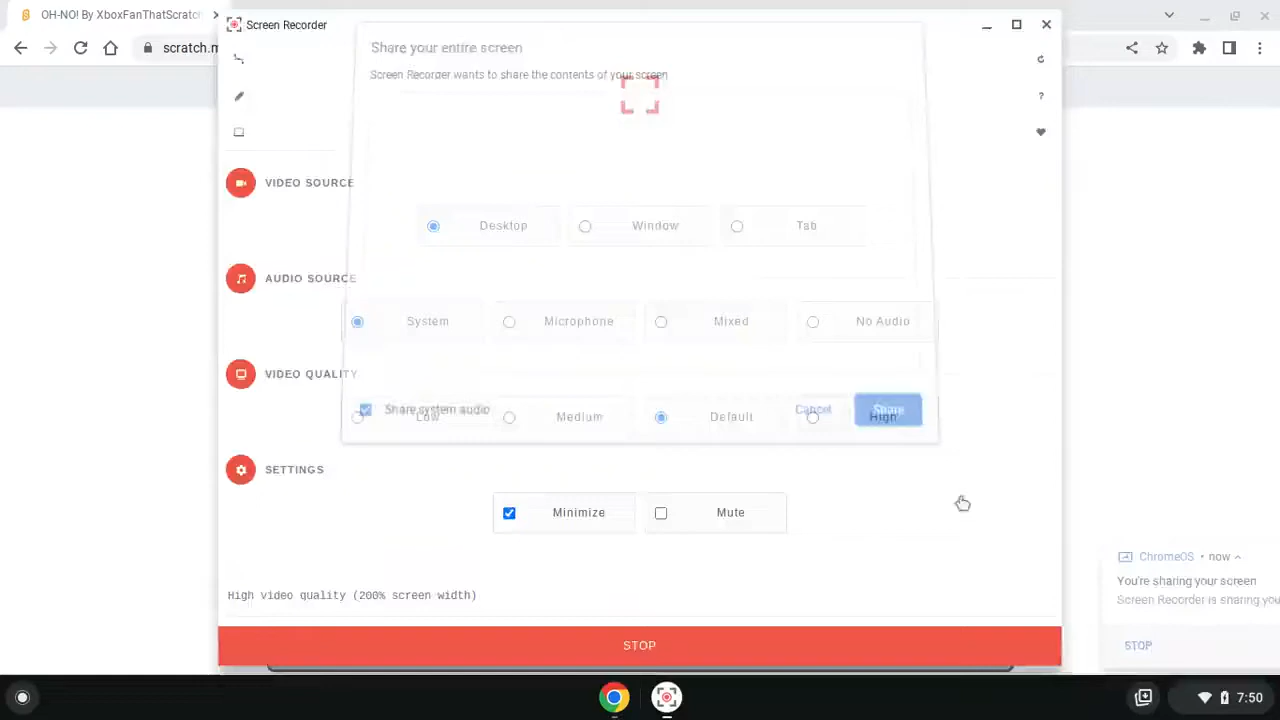 OH-NO! By XboxFanThatScratch
Screen Recorder
scratch.m
Share your entire screen
Screen Recorder wants to share the contents of your screen
?
VIDEO SOURCE
Desktop
Window
Tab
AUDIO SOURCE
System
Microphone
Mixed
No Audio
VIDEO QUALITY
Share system audio
Cancel
Share
Low
Medium
Default
High
SETTINGS
Minimize
Mute
ChromeOS • now
You're sharing your screen
Screen Recorder is sharing you
STOP
High video quality (200% screen width)
STOP
7:50